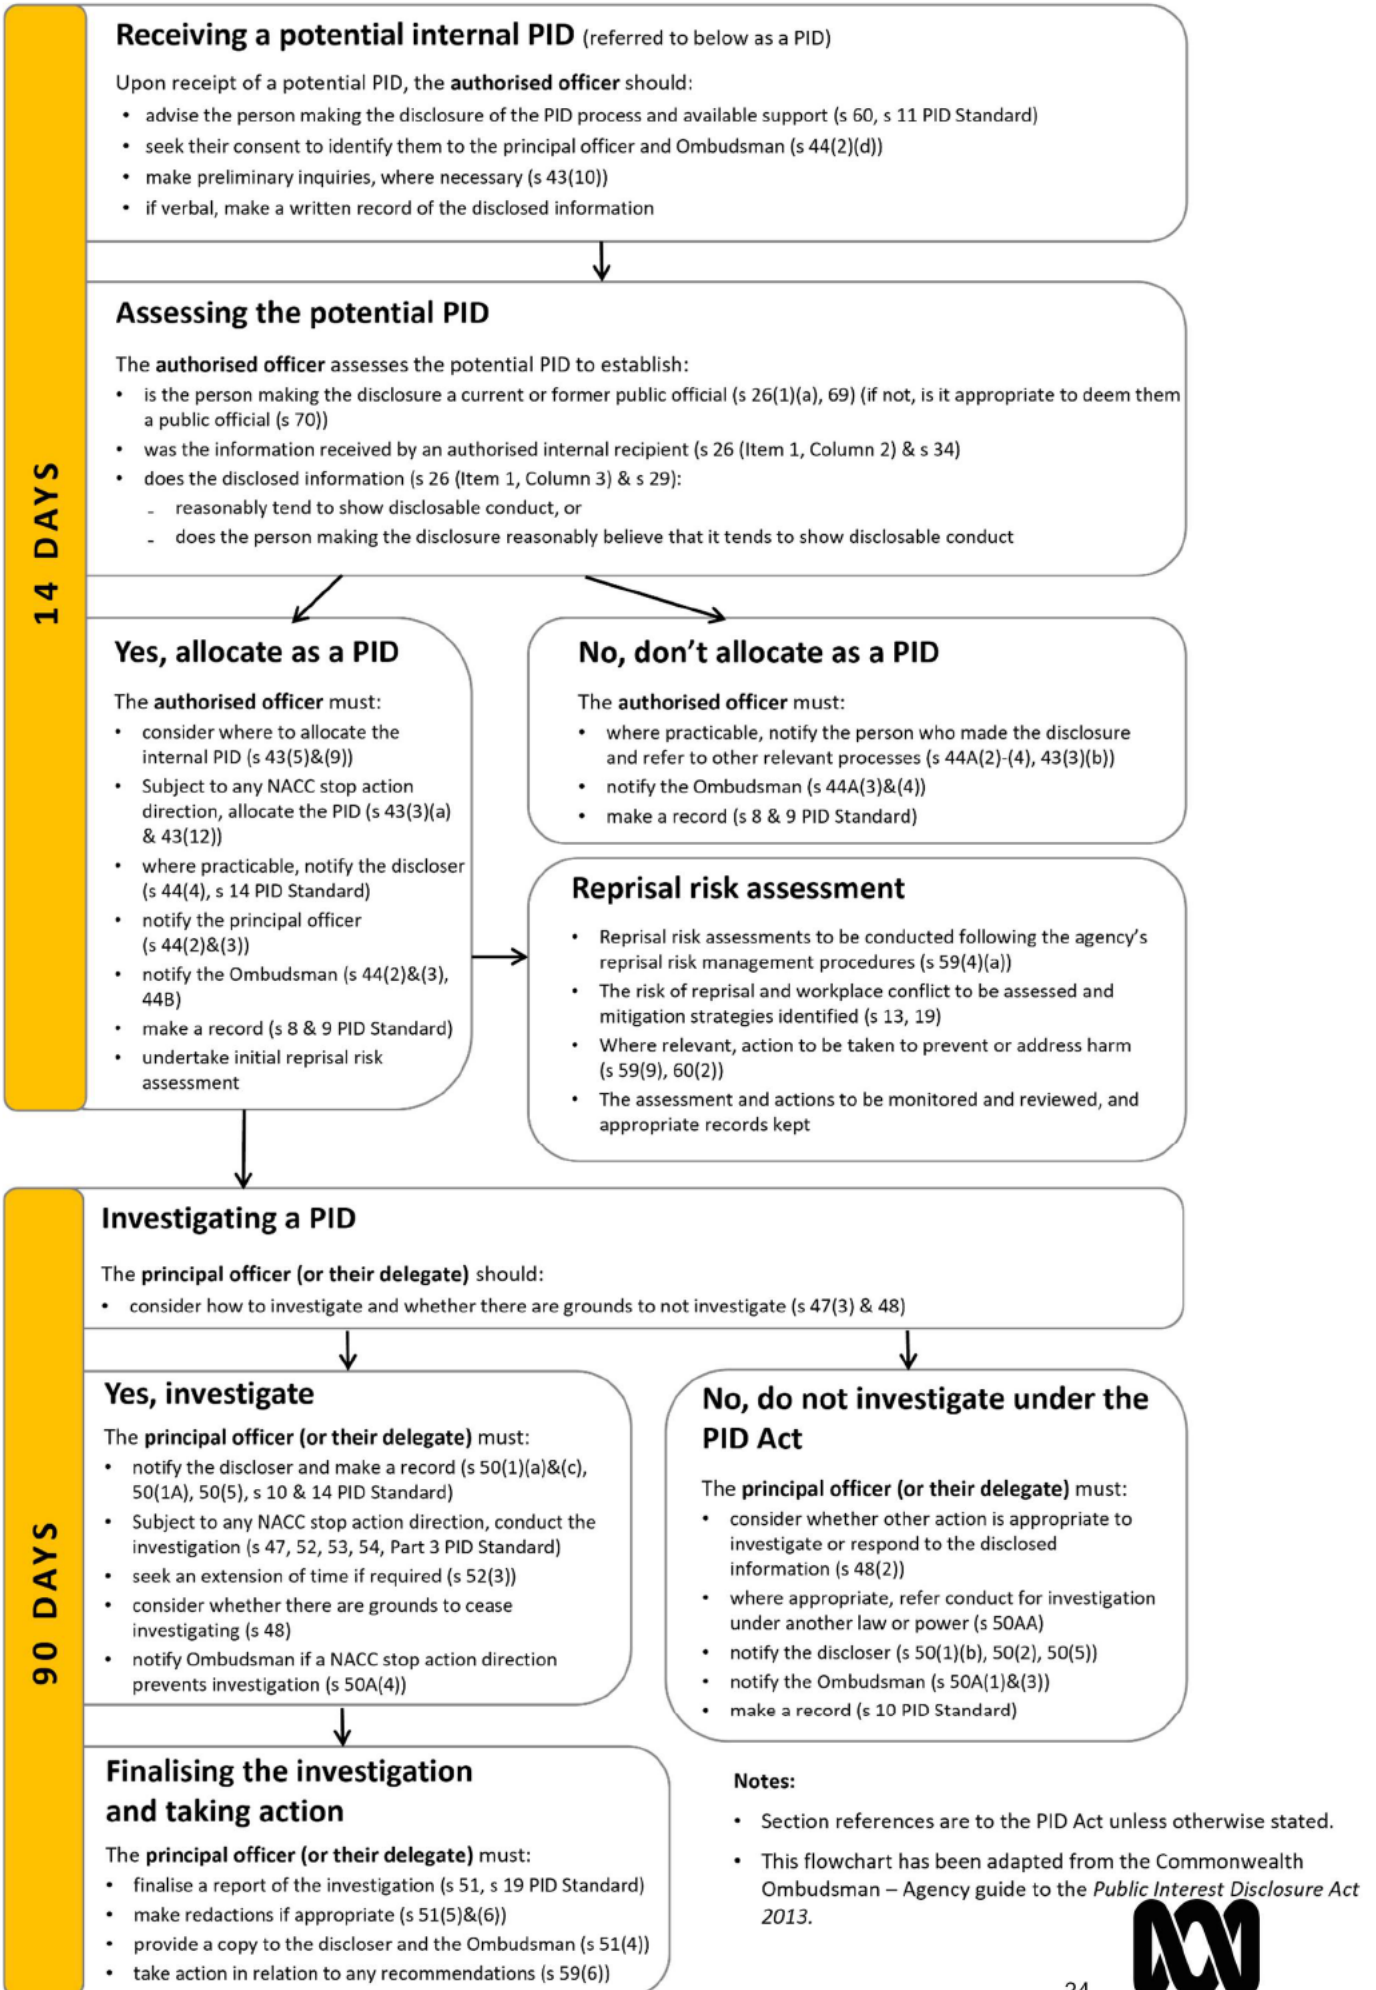 Receiving a potential internal PID (referred to below as a PID)
Upon receipt of a potential PID, the authorised officer should:
• advise the person making the disclosure of the PID process and available support (s 60, s 11 PID Standard)
• seek their consent to identify them to the principal officer and Ombudsman (s 44(2)(d))
• make preliminary inquiries, where necessary (s 43(10))
• if verbal, make a written record of the disclosed information
14 DAYS
Assessing the potential PID
The authorised officer assesses the potential PID to establish:
• is the person making the disclosure a current or former public official (s 26(1)(a), 69) (if not, is it appropriate to deem them
a public official (s 70))
• was the information received by an authorised internal recipient (s 26 (Item 1, Column 2) & s 34)
• does the disclosed information (s 26 (Item 1, Column 3) & s 29):
- reasonably tend to show disclosable conduct, or
- does the person making the disclosure reasonably believe that it tends to show disclosable conduct
Yes, allocate as a PID
The authorised officer must:
• consider where to allocate the
internal PID (s 43(5)&(9))
• Subject to any NACC stop action
direction, allocate the PID (s 43(3)(a)
& 43(12))
• where practicable, notify the discloser
(s 44(4), s 14 PID Standard)
• notify the principal officer
(s 44(2)&(3))
• notify the Ombudsman (s 44(2)&(3),
44B)
• make a record (s 8 & 9 PID Standard)
• undertake initial reprisal risk
assessment
No, don't allocate as a PID
The authorised officer must:
• where practicable, notify the person who made the disclosure
and refer to other relevant processes (s 44A(2)-(4), 43(3)(b))
• notify the Ombudsman (s 44A(3)&(4))
• make a record (s 8 & 9 PID Standard)
Reprisal risk assessment
• Reprisal risk assessments to be conducted following the agency's
reprisal risk management procedures (s 59(4)(a))
• The risk of reprisal and workplace conflict to be assessed and
mitigation strategies identified (s 13, 19)
• Where relevant, action to be taken to prevent or address harm
(s 59(9), 60(2))
• The assessment and actions to be monitored and reviewed, and
appropriate records kept
90 DAYS
Investigating a PID
The principal officer (or their delegate) should:
• consider how to investigate and whether there are grounds to not investigate (s 47(3) & 48)
Yes, investigate
The principal officer (or their delegate) must:
• notify the discloser and make a record (s 50(1)(a)&(c),
50(1A), 50(5), s 10 & 14 PID Standard)
• Subject to any NACC stop action direction, conduct the
investigation (s 47, 52, 53, 54, Part 3 PID Standard)
• seek an extension of time if required (s 52(3))
• consider whether there are grounds to cease
investigating (s 48)
• notify Ombudsman if a NACC stop action direction
prevents investigation (s 50A(4))
No, do not investigate under the
PID Act
The principal officer (or their delegate) must:
• consider whether other action is appropriate to
investigate or respond to the disclosed
information (s 48(2))
• where appropriate, refer conduct for investigation
under another law or power (s 50AA)
• notify the discloser (s 50(1)(b), 50(2), 50(5))
• notify the Ombudsman (s 50A(1)&(3))
• make a record (s 10 PID Standard)
Finalising the investigation
and taking action
The principal officer (or their delegate) must:
• finalise a report of the investigation (s 51, s 19 PID Standard)
• make redactions if appropriate (s 51(5)&(6))
• provide a copy to the discloser and the Ombudsman (s 51(4))
• take action in relation to any recommendations (s 59(6))
Notes:
• Section references are to the PID Act unless otherwise stated.
• This flowchart has been adapted from the Commonwealth
Ombudsman – Agency guide to the Public Interest Disclosure Act
2013.